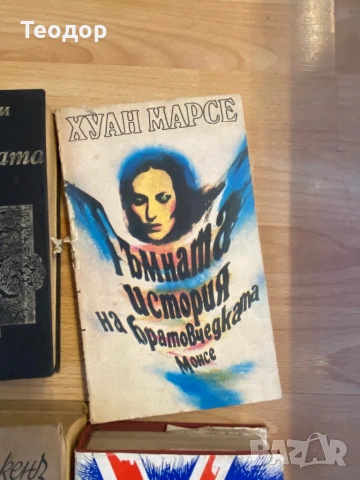 Теодор
ХУАН МАРСЕ
Тъмната
история
на братовчедката
Монсе
BAZAR